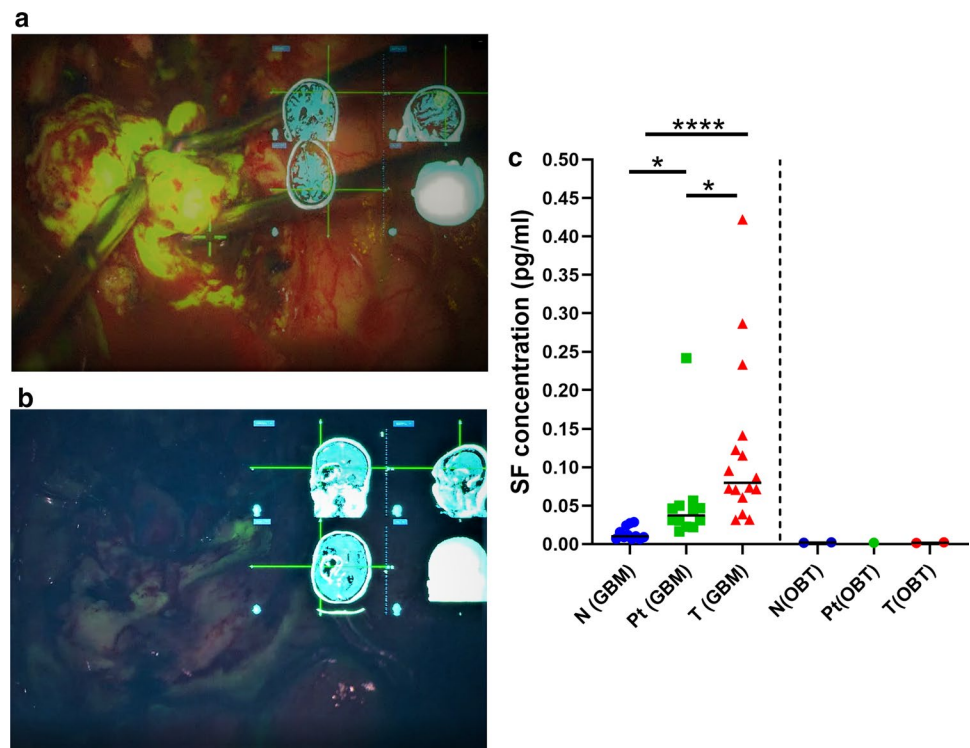 a
b
c
****
*
*
SF concentration (pg/ml)
0.50
0.45
0.40
0.35
0.30
0.25
0.20
0.15
0.10
0.05
0.00
N (GBM)
Pt (GBM)
T (GBM)
N(OBT)
Pt(OBT)
T(OBT)